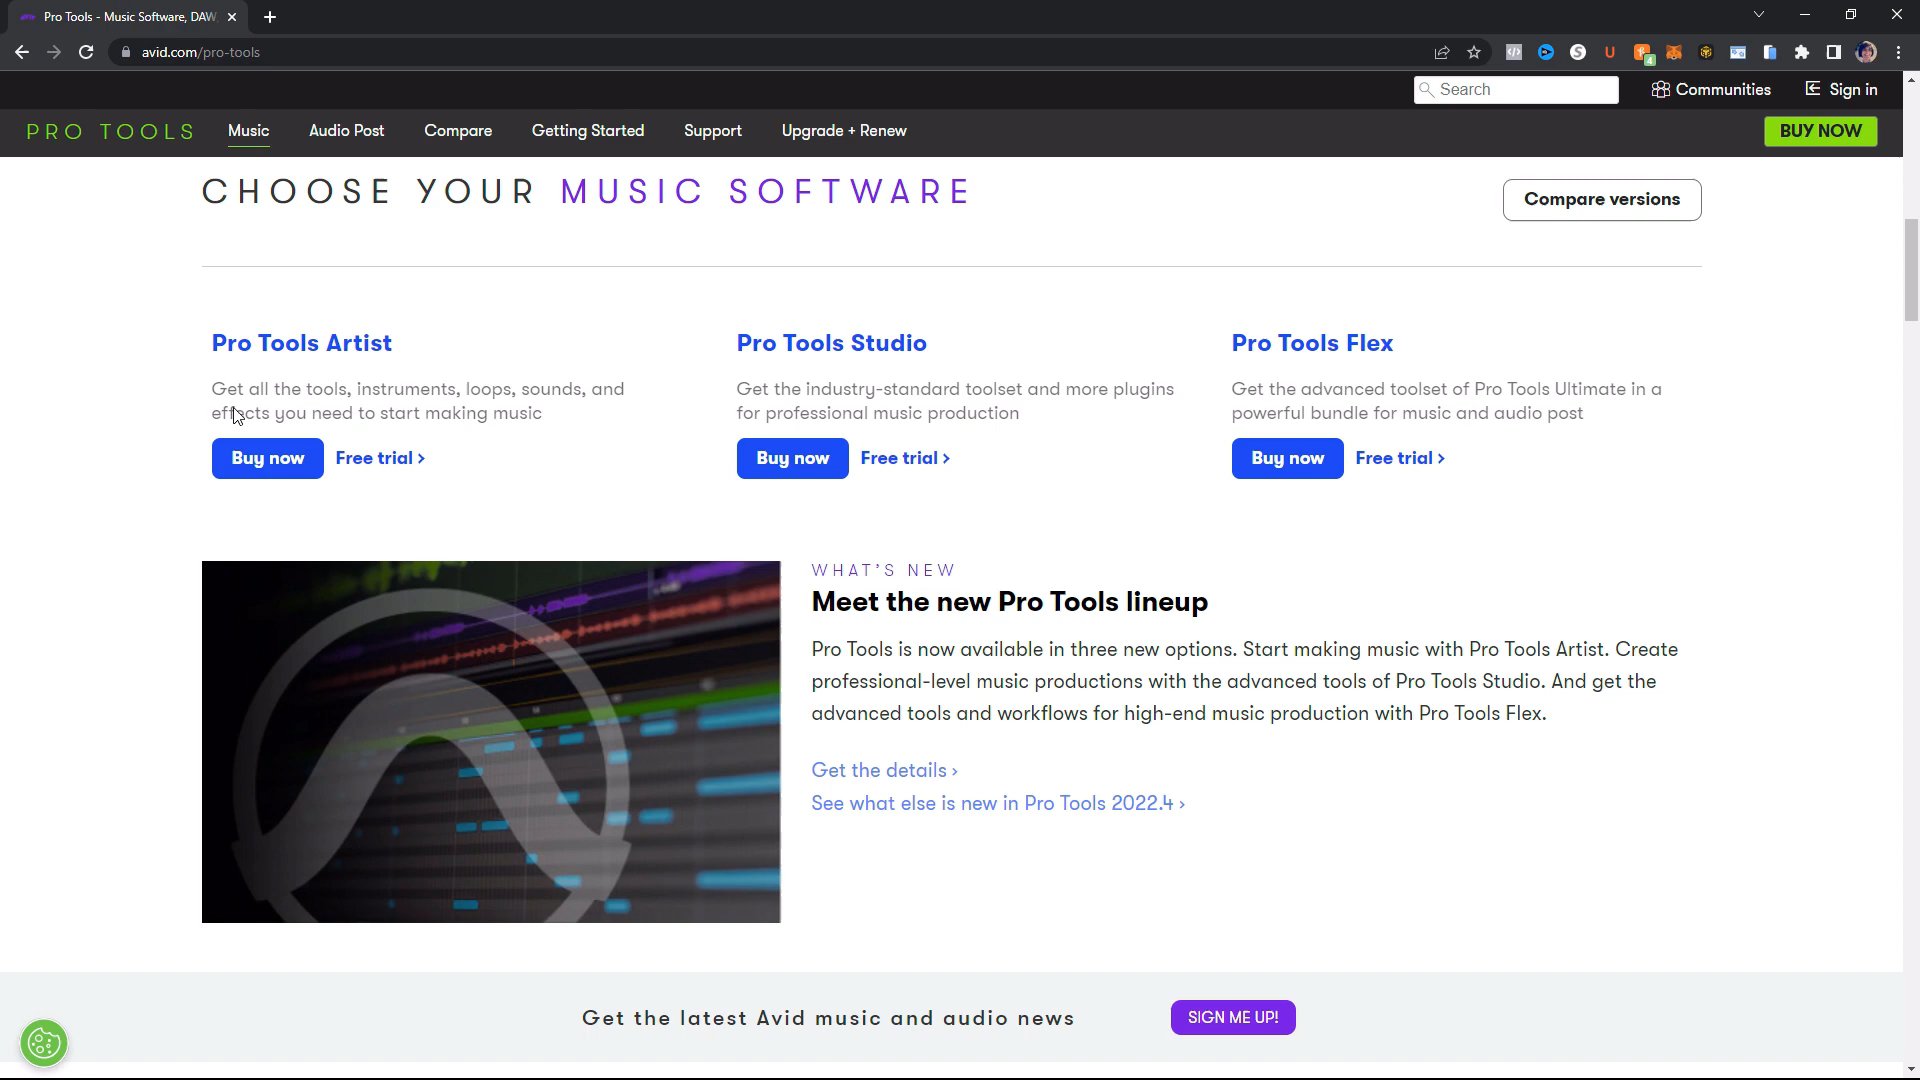 Pro Tools - Music Software, DAW
avid.com/pro-tools
4
Search
Communities
Sign in
PRO TOOLS
Music
Audio Post
Compare
Getting Started
Support
Upgrade + Renew
BUY NOW
CHOOSE YOUR MUSIC SOFTWARE
Compare versions
Pro Tools Artist
Get all the tools, instruments, loops, sounds, and
effects you need to start making music
Buy now
Free trial ›
Pro Tools Studio
Get the industry-standard toolset and more plugins
for professional music production
Buy now
Free trial ›
Pro Tools Flex
Get the advanced toolset of Pro Tools Ultimate in a
powerful bundle for music and audio post
Buy now
Free trial ›
WHAT'S NEW
Meet the new Pro Tools lineup
Pro Tools is now available in three new options. Start making music with Pro Tools Artist. Create
professional-level music productions with the advanced tools of Pro Tools Studio. And get the
advanced tools and workflows for high-end music production with Pro Tools Flex.
Get the details ›
See what else is new in Pro Tools 2022.4 ›
Get the latest Avid music and audio news
SIGN ME UP!